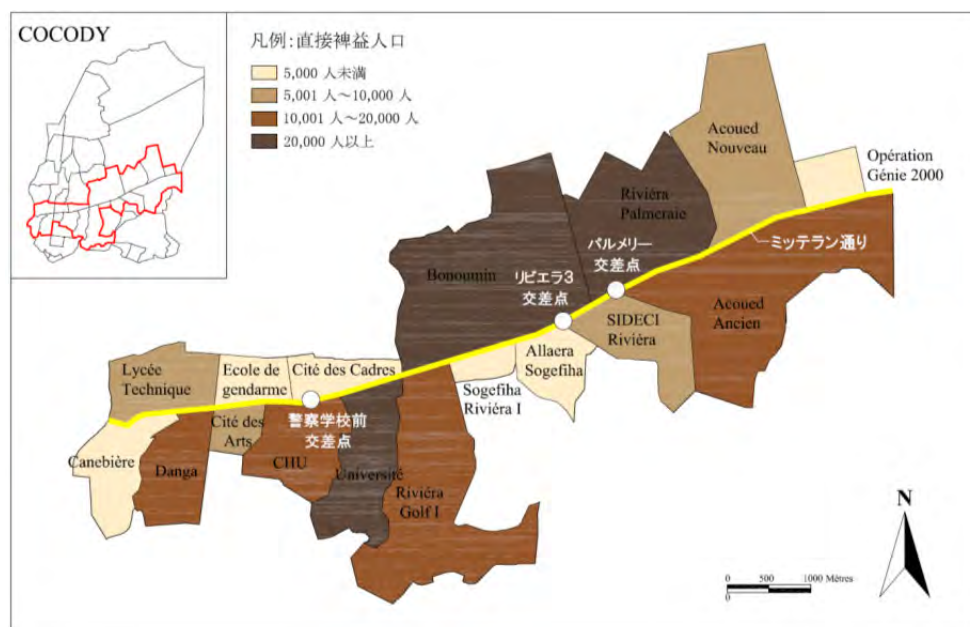 COCODY
凡例:直接裨益人口
5,000 人未満
5,001 人~10,000 人
10,001 人~20,000 人
20,000 人以上
Acoued
Nouveau
Opération
Génie 2000
Riviéra
Palmeraie
ミッテラン通り
パルメリー
交差点
Bonoumin
リビエラ3
交差点
Acoued
Ancien
SIDECI
Riviéra
Allaera
Sogefiha
Sogefiha
Riviéra I
Lycée
Technique
Ecole de
gendarme
Cité des Cadres
警察学校前
交差点
Cité des
Arts
Canebière
Danga
CHU
Université
Riviéra
Golf I
N
0 500 1000 Mètres
0